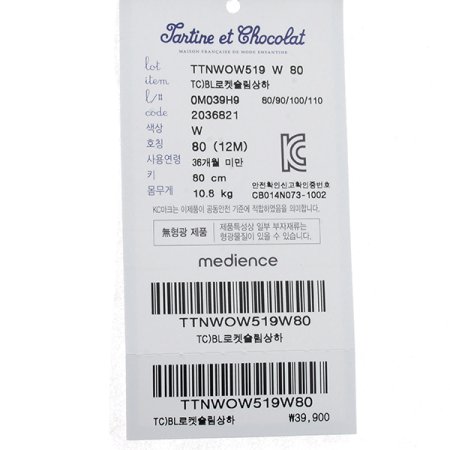 Tartine et Chocolat
MAISON FRANÇAISE DE MODE ENFANTINE
lot TTNWOW519 W 80
item TC)BL로켓슬림상하
l/# 0M039H9 80/90/100/110
code 2036821
색상 W
호칭 80 (12M)
사용연령 36개월 미만
키 80 cm
몸무게 10.8 kg
안전확인신고확인증번호
CB014N073-1002
KC마크는 이제품이 공통안전 기준에 적합하였음을 의미합니다.
無형광 제품
제품특성상 일부 부자재류는
형광물질이 있을 수 있습니다.
medience
TTNWOW519W80
TC)BL로켓슬림상하
TTNWOW519W80
TC)BL로켓슬림상하 ₩39,900